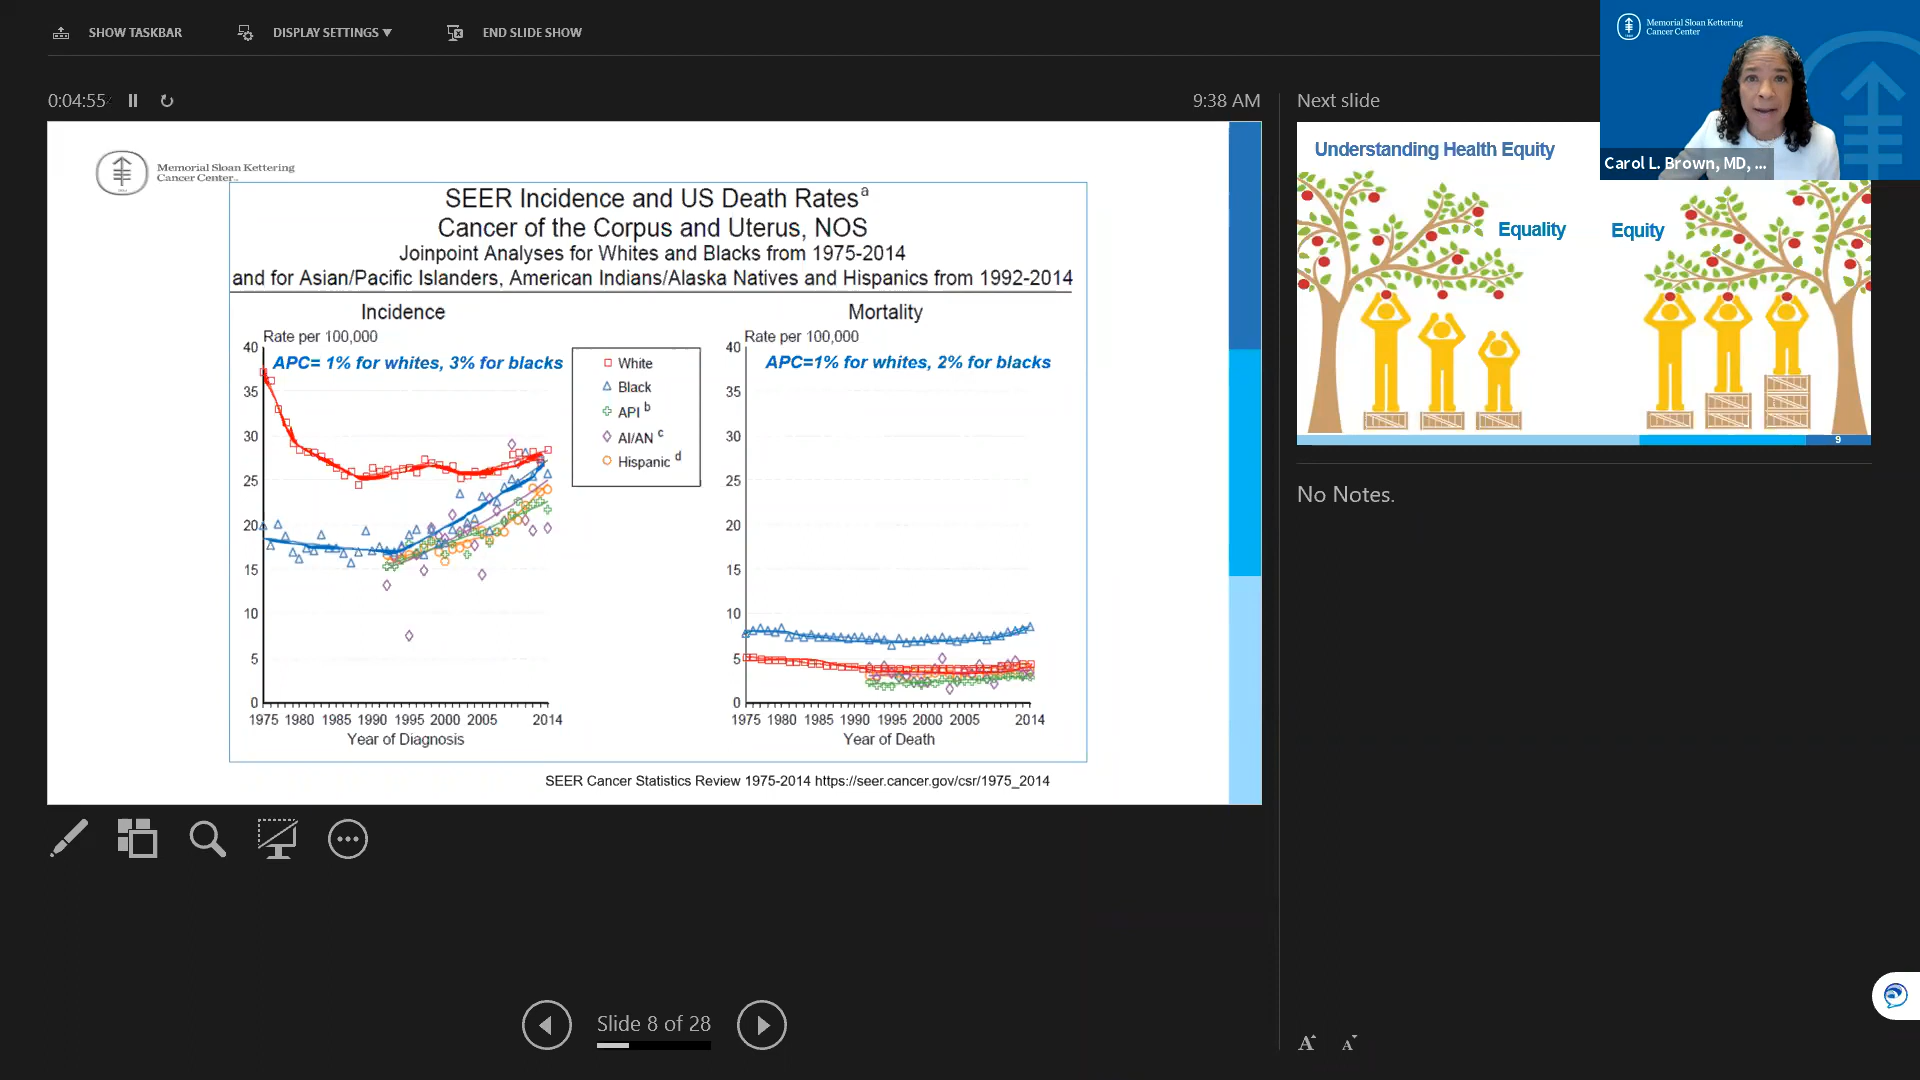 SHOW TASKBAR
DISPLAY SETTINGS ▼
END SLIDE SHOW
Memorial Sloan Kettering
Cancer Center
Carol L. Brown, MD, ...
0:04:55
9:38 AM
Next slide
Memorial Sloan Kettering
Cancer Center
SEER Incidence and US Death Rates a
Cancer of the Corpus and Uterus, NOS
Joinpoint Analyses for Whites and Blacks from 1975-2014
and for Asian/Pacific Islanders, American Indians/Alaska Natives and Hispanics from 1992-2014
Incidence
Rate per 100,000
APC= 1% for whites, 3% for blacks
40
35
30
25
20
15
10
5
0
1975 1980 1985 1990 1995 2000 2005 2014
Year of Diagnosis
White
Black
API b
AI/AN c
Hispanic d
Mortality
Rate per 100,000
APC=1% for whites, 2% for blacks
40
35
30
25
20
15
10
5
0
1975 1980 1985 1990 1995 2000 2005 2014
Year of Death
SEER Cancer Statistics Review 1975-2014 https://seer.cancer.gov/csr/1975_2014
Understanding Health Equity
Equality
Equity
9
No Notes.
Slide 8 of 28
A
A